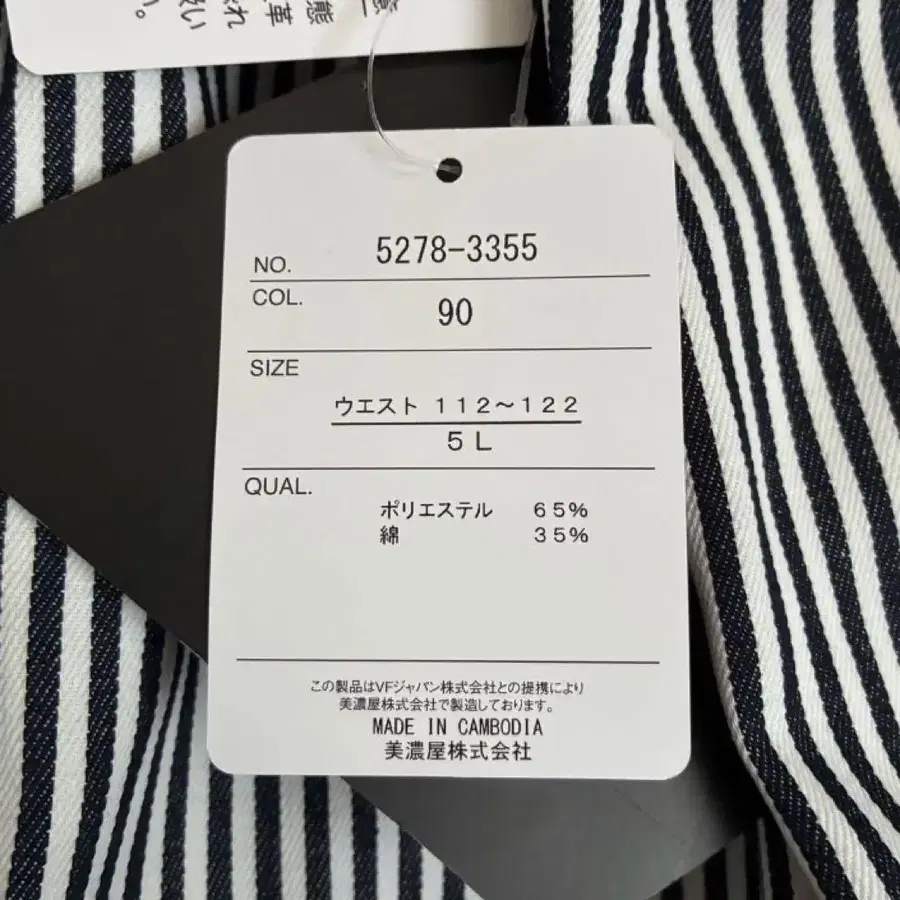 NO. 5278-3355
COL. 90
SIZE
ウエスト 112～122
5L
QUAL.
ポリエステル 65%
綿 35%
この製品はVFジャパン株式会社との提携により
美濃屋株式会社で製造しております。
MADE IN CAMBODIA
美濃屋株式会社